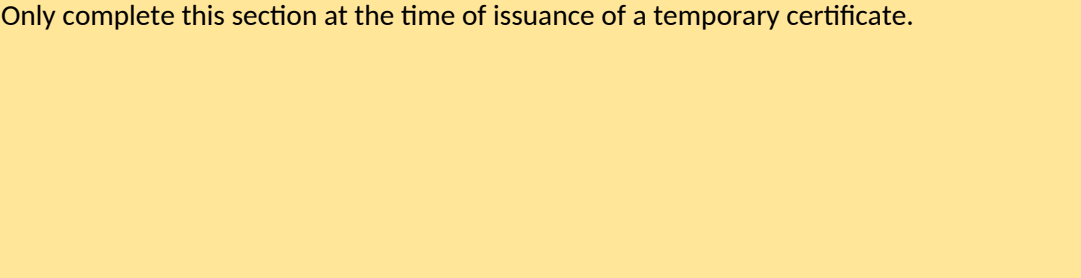 Only complete this section at the time of issuance of a temporary certificate.